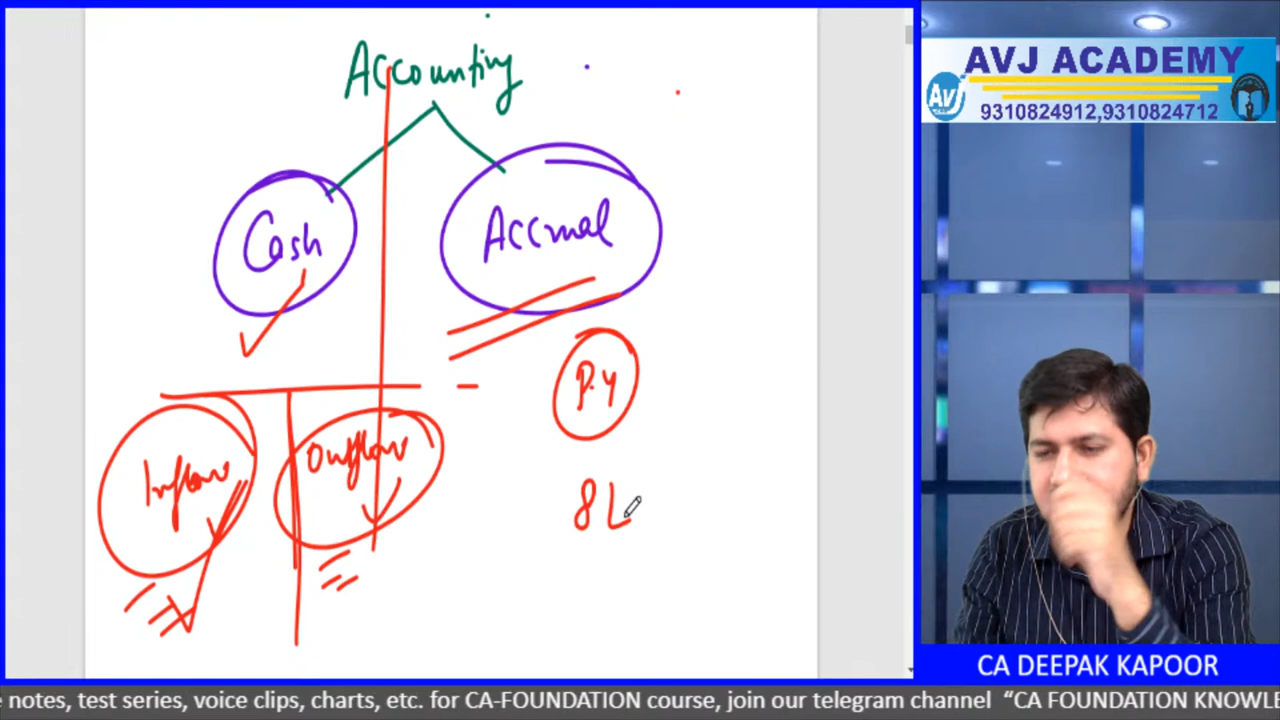 Accounting
Cash
Accrual
P.Y
Inflow
Outflow
8L
AVJ ACADEMY
AVJ
9310824912,9310824712
CA DEEPAK KAPOOR
notes, test series, voice clips, charts, etc. for CA-FOUNDATION course, join our telegram channel “CA FOUNDATION KNOWLE